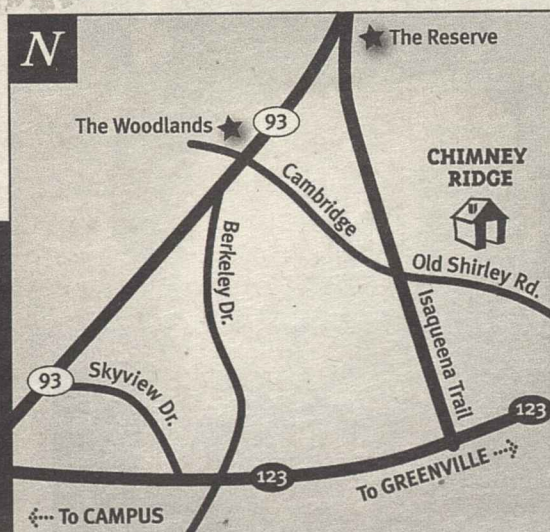 N
The Reserve
The Woodlands
93
CHIMNEY
RIDGE
Cambridge
Berkeley Dr.
Old Shirley Rd.
Isaqueena Trail
93
Skyview Dr.
123
123
To GREENVILLE
To CAMPUS